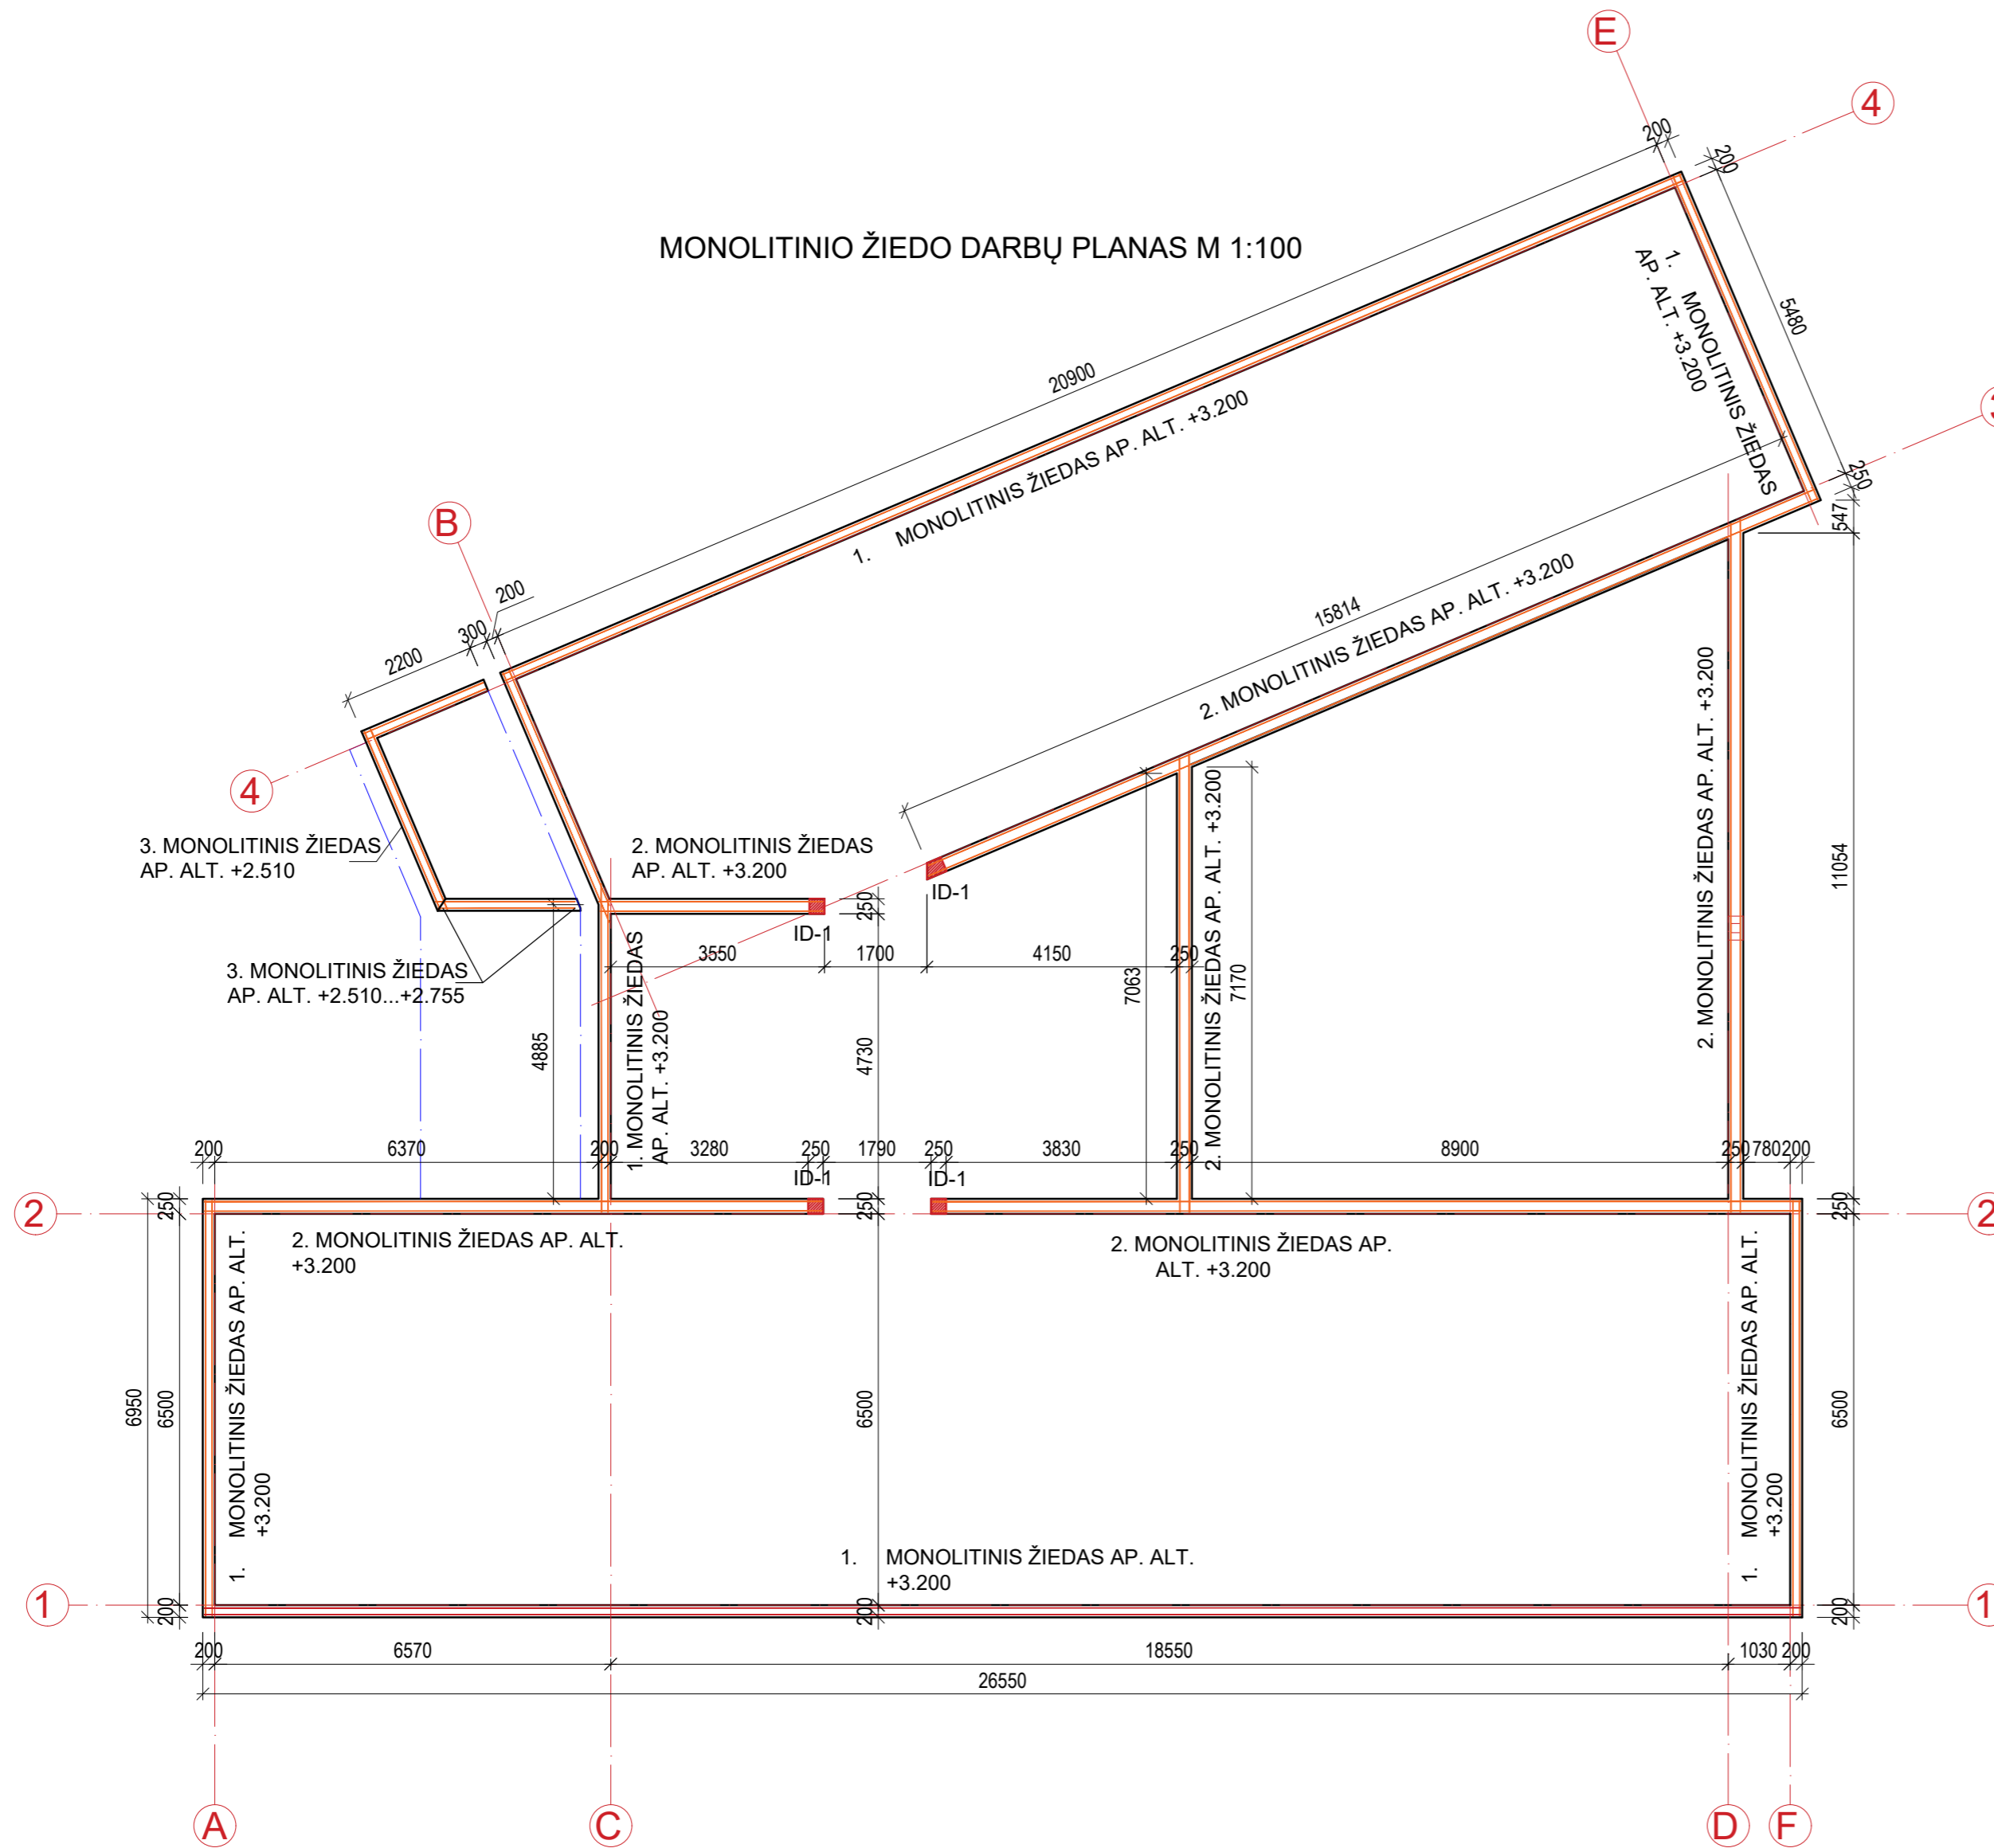 E
4
200
200
MONOLITINIO ŽIEDO DARBŲ PLANAS M 1:100
1. MONOLITINIS ŽIEDAS
AP. ALT. +3.200
5480
20900
1. MONOLITINIS ŽIEDAS AP. ALT. +3.200
3
250
547
B
200
300
2200
15814
2. MONOLITINIS ŽIEDAS AP. ALT. +3.200
2. MONOLITINIS ŽIEDAS AP. ALT. +3.200
4
3. MONOLITINIS ŽIEDAS
AP. ALT. +2.510
2. MONOLITINIS ŽIEDAS
AP. ALT. +3.200
ID-1
250
ID-1
11054
3550
1700
4150
250
3. MONOLITINIS ŽIEDAS
AP. ALT. +2.510...+2.755
1. MONOLITINIS ŽIEDAS
AP. ALT. +3.200
7063
2. MONOLITINIS ŽIEDAS AP. ALT. +3.200
7170
4885
4730
200
6370
200
3280
250
1790
250
3830
250
8900
250
780
200
ID-1
ID-1
2
250
250
250
2
2. MONOLITINIS ŽIEDAS AP. ALT.
+3.200
2. MONOLITINIS ŽIEDAS AP.
ALT. +3.200
6950
6500
1. MONOLITINIS ŽIEDAS AP. ALT.
+3.200
6500
1. MONOLITINIS ŽIEDAS AP. ALT.
+3.200
6500
1. MONOLITINIS ŽIEDAS AP. ALT.
+3.200
1
200
200
200
1
200
6570
18550
1030
200
26550
A
C
D
F